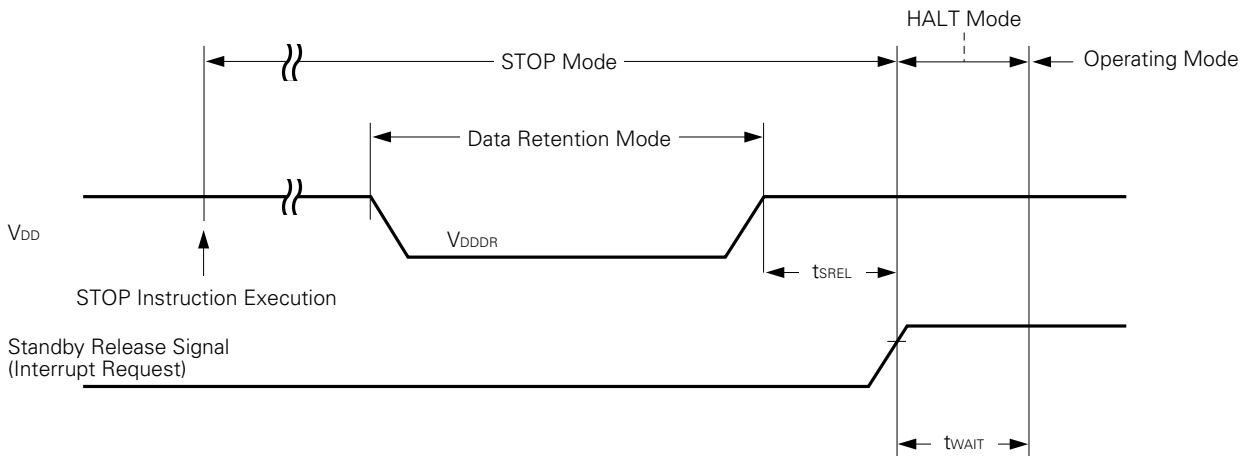 HALT Mode
STOP Mode
Operating Mode
Data Retention Mode
VDD
VDDDR
tSREL
STOP Instruction Execution
Standby Release Signal
(Interrupt Request)
tWAIT